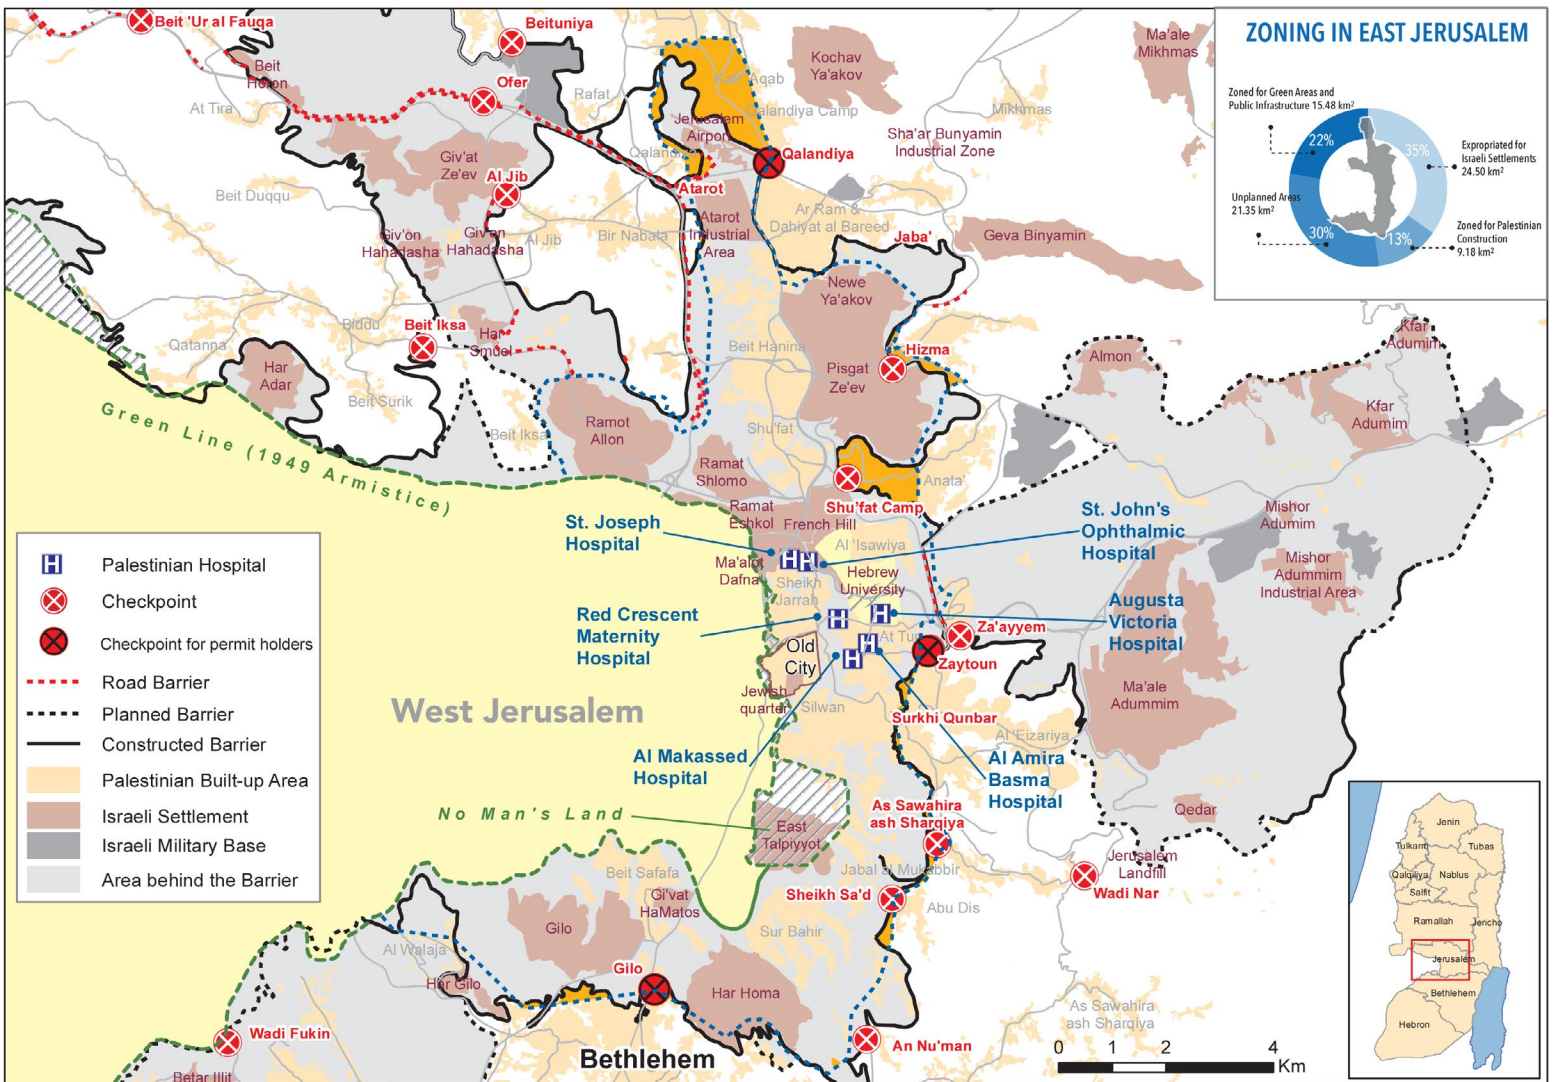 Beit 'Ur al Fauqa
Beituniya
Beit
Horon
Ofer
At Tira
Rafat
Kafr 'Aqab
Kochav
Ya'akov
Ma'ale
Mikhmas
Qalandiya Camp
Mikhmas
Jerusalem
Airport
Sha'ar Bunyamin
Industrial Zone
Giv'at
Ze'ev
Al Jib
Qalandiya
Atarot
Beit Duqqu
Atarot
Industrial
Area
Ar Ram &
Dahiyat al Bareed
Giv'on
Hahadasha
Giv'on
Hahadasha
Al Jib
Bir Nabata
Jaba'
Geva Binyamin
Newe
Ya'akov
Biddu
Beit Iksa
Qatanna
Har
Smuel
Beit Hanina
Hizma
Har
Adar
Beit Surik
Pisgat
Ze'ev
Almon
Kfar
Adumim
Kfar
Adumim
Ramot
Allon
Beit Iksa
Shu'fat
Green Line (1949 Armistice)
Ramat
Shlomo
Anata'
Shu'fat Camp
Ramat
Eshkol
French Hill
St. Joseph
Hospital
St. John's
Ophthalmic
Hospital
Mishor
Adumim
Al 'Isawiya
Ma'alot
Dafna
Sheikh
Jarrah
Hebrew
University
Mishor
Adummim
Industrial Area
Red Crescent
Maternity
Hospital
Augusta
Victoria
Hospital
At Tur
Za'ayyem
Zaytoun
Old
City
Jewish
quarter
Silwan
West Jerusalem
Ma'ale
Adummim
Surkhi Qunbar
Al 'Eizariya
Al Makassed
Hospital
Al Amira
Basma
Hospital
No Man's Land
As Sawahira
ash Sharqiya
East
Talpiyyot
Qedar
Jerusalem
Landfill
Beit Safafa
Jabal al Mukabbir
Wadi Nar
Gi'vat
HaMatos
Sheikh Sa'd
Abu Dis
Gilo
Sur Bahir
Al Walaja
Har Gilo
Gilo
Har Homa
As Sawahira
ash Sharqiya
Wadi Fukin
Bethlehem
An Nu'man
Betar Illit
0 1 2 4
Km
Palestinian Hospital
Checkpoint
Checkpoint for permit holders
Road Barrier
Planned Barrier
Constructed Barrier
Palestinian Built-up Area
Israeli Settlement
Israeli Military Base
Area behind the Barrier
ZONING IN EAST JERUSALEM
Zoned for Green Areas and
Public Infrastructure 15.48 km²
22%
35%
Expropriated for
Israeli Settlements
24.50 km²
Unplanned Areas
21.35 km²
30%
13%
Zoned for Palestinian
Construction
9.18 km²
Jenin
Tulkarm
Tubas
Qalqiliya
Nablus
Salfit
Ramallah
Jericho
Jerusalem
Bethlehem
Hebron
H
H
H
H
H
H
H